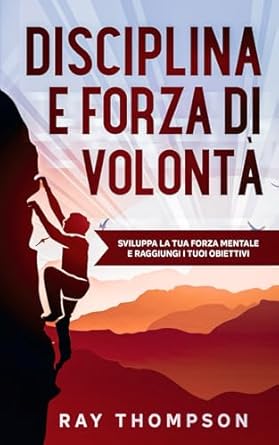 DISCIPLINA
E FORZA DI
VOLONTÀ
SVILUPPA LA TUA FORZA MENTALE
E RAGGIUNGI I TUOI OBIETTIVI
RAY THOMPSON